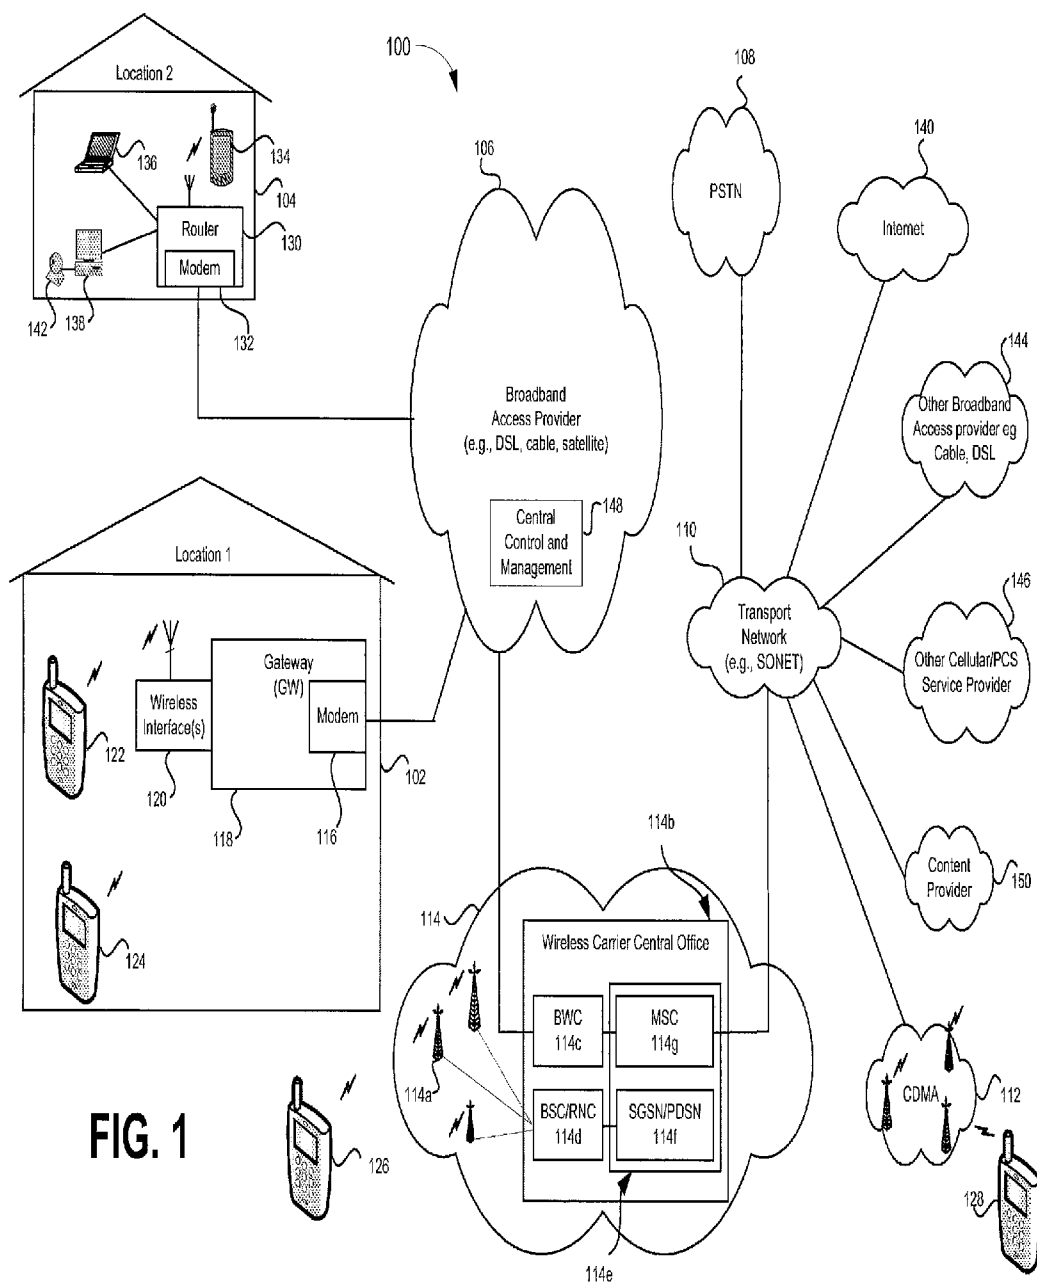 100
Location 2
136
134
104
Router
130
Modem
142
138
132
106
Broadband
Access Provider
(e.g., DSL, cable, satellite)
Central
Control and
Management
148
108
PSTN
140
Internet
144
Other Broadband
Access provider eg
Cable, DSL
110
Transport
Network
(e.g., SONET)
146
Other Cellular/PCS
Service Provider
Location 1
Gateway
(GW)
Wireless
Interface(s)
Modem
122
120
118
116
102
124
150
Content
Provider
114
114b
Wireless Carrier Central Office
BWC
114c
MSC
114g
BSC/RNC
114d
SGSN/PDSN
114f
114a
114e
CDMA
112
126
128
FIG. 1